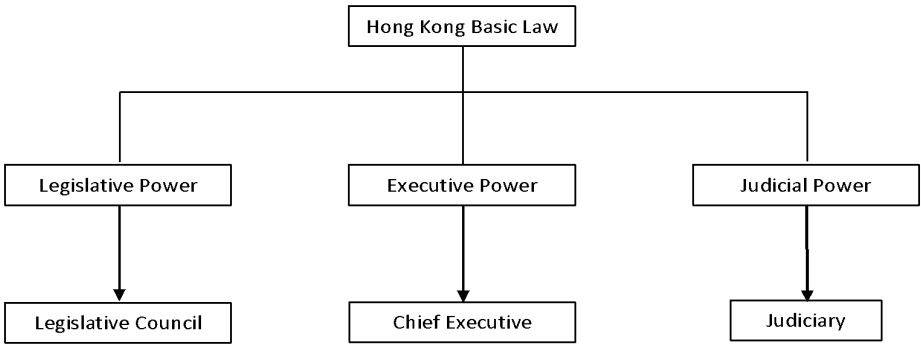 Hong Kong Basic Law
Legislative Power
Executive Power
Judicial Power
Legislative Council
Chief Executive
Judiciary